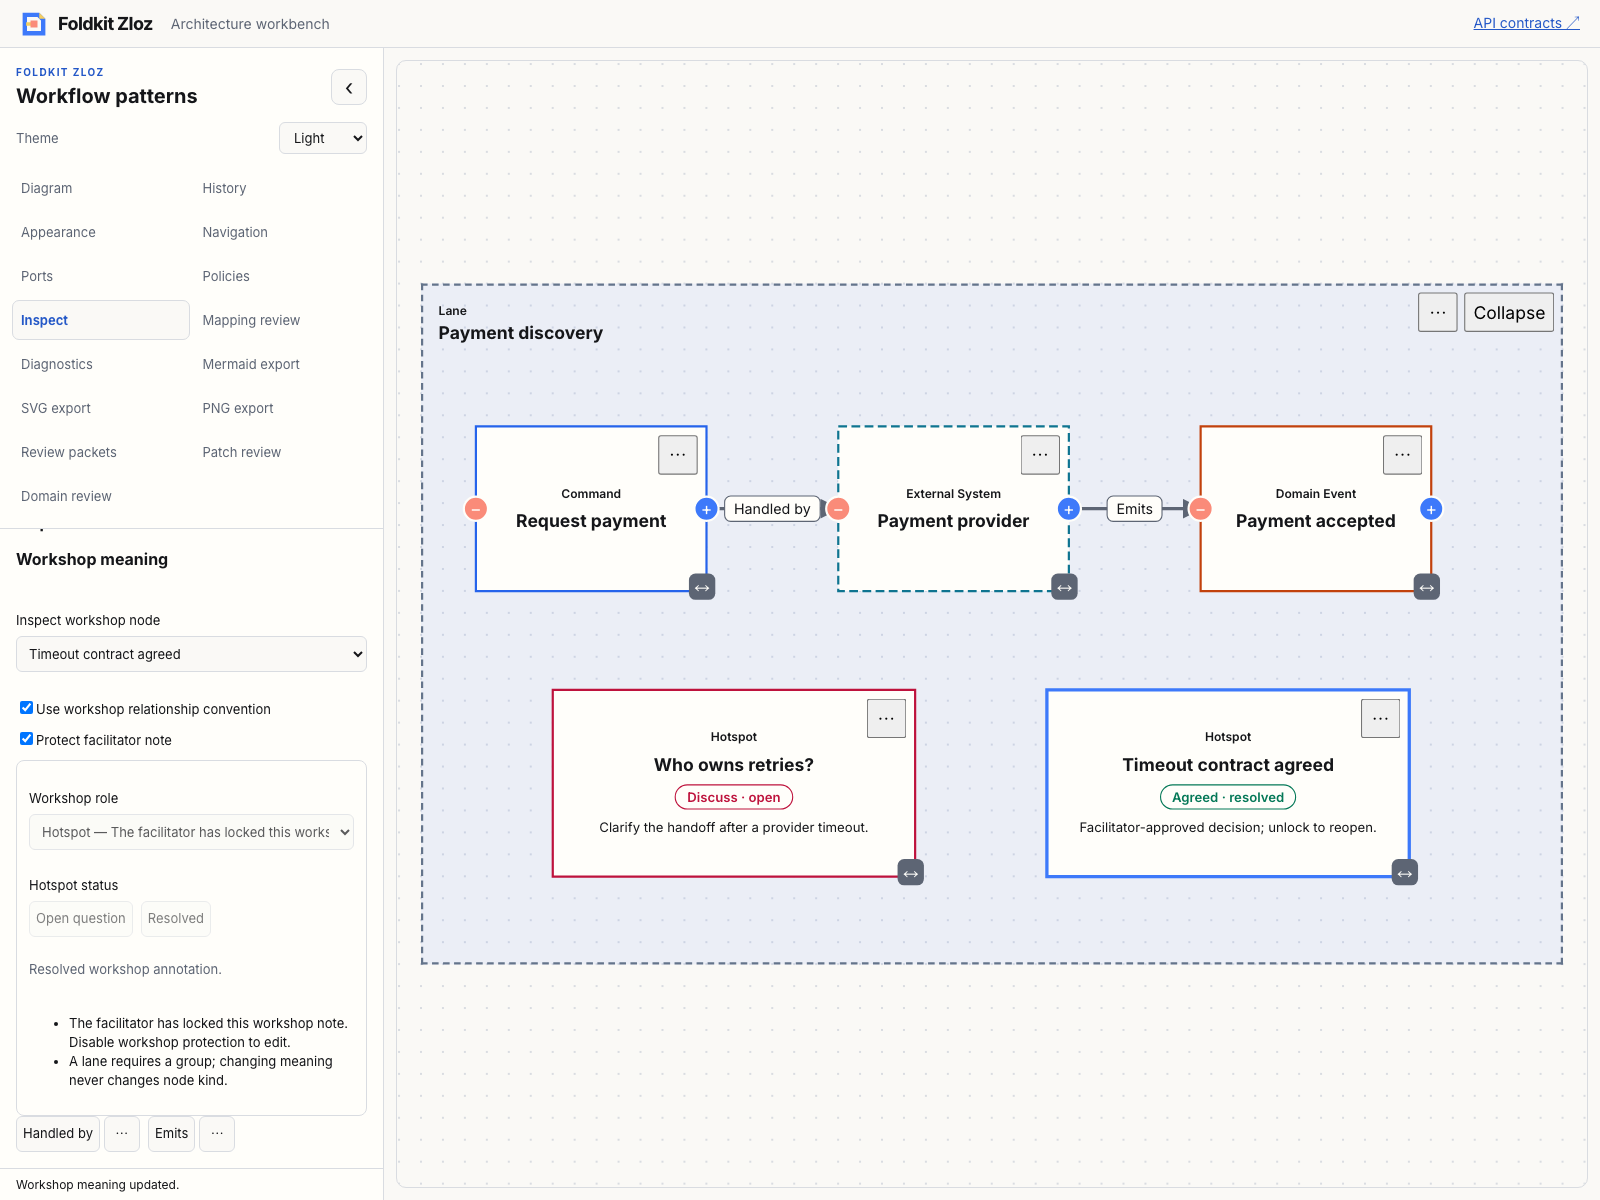 Foldkit Zloz
Architecture workbench
API contracts ↗
FOLDKIT ZLOZ
Workflow patterns
Theme
Light
Diagram
History
Appearance
Navigation
Ports
Policies
Inspect
Mapping review
Diagnostics
Mermaid export
SVG export
PNG export
Review packets
Patch review
Domain review
Workshop meaning
Inspect workshop node
Timeout contract agreed
Use workshop relationship convention
Protect facilitator note
Workshop role
Hotspot — The facilitator has locked this works
Hotspot status
Open question
Resolved
Resolved workshop annotation.
• The facilitator has locked this workshop note.
Disable workshop protection to edit.
• A lane requires a group; changing meaning
never changes node kind.
Handled by
···
Emits
···
Workshop meaning updated.
Lane
Payment discovery
···
Collapse
···
Command
Request payment
Handled by
···
External System
Payment provider
Emits
···
Domain Event
Payment accepted
···
Hotspot
Who owns retries?
Discuss · open
Clarify the handoff after a provider timeout.
···
Hotspot
Timeout contract agreed
Agreed · resolved
Facilitator-approved decision; unlock to reopen.